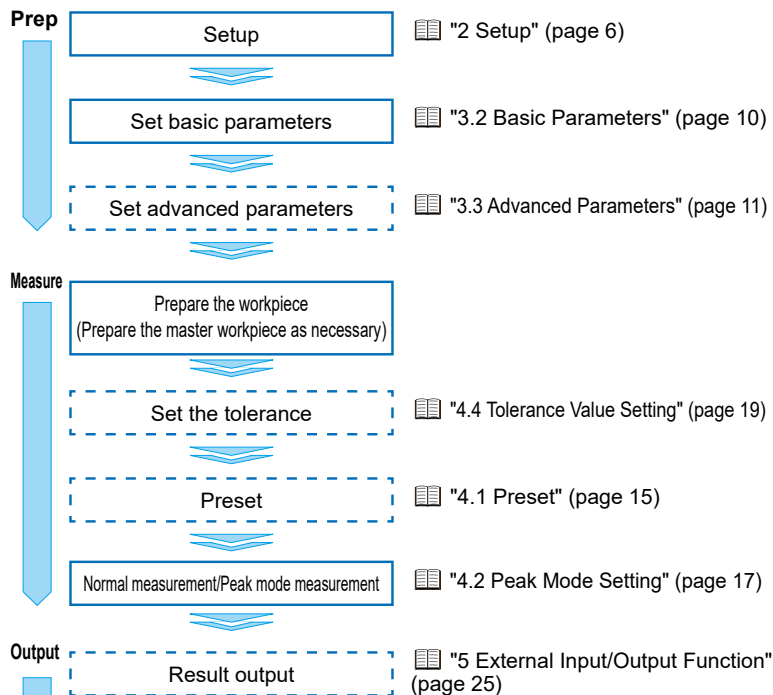 Prep
Setup
"2 Setup" (page 6)
Set basic parameters
"3.2 Basic Parameters" (page 10)
Set advanced parameters
"3.3 Advanced Parameters" (page 11)
Measure
Prepare the workpiece
(Prepare the master workpiece as necessary)
Set the tolerance
"4.4 Tolerance Value Setting" (page 19)
Preset
"4.1 Preset" (page 15)
Normal measurement/Peak mode measurement
"4.2 Peak Mode Setting" (page 17)
Output
Result output
"5 External Input/Output Function"
(page 25)